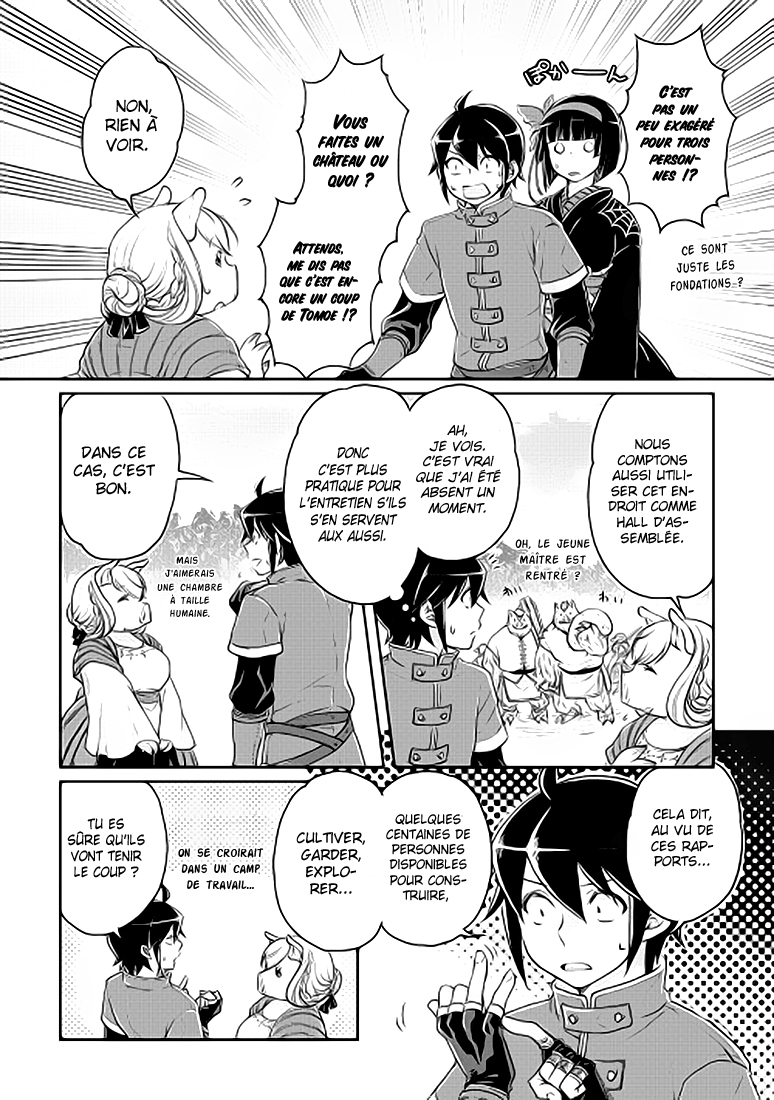 C'EST
PAS UN
PEU EXAGÉRÉ
POUR TROIS
PERSON-
NES !?
ぽかーん
CE SONT
JUSTE LES
FONDATIONS ?
VOUS
FAITES UN
CHÂTEAU OU
QUOI ?
ATTENDS,
ME DIS PAS
QUE C'EST EN-
CORE UN COUP
DE TOMOE !?
NON,
RIEN À
VOIR.
NOUS
COMPTONS
AUSSI UTILI-
SER CET EN-
DROIT COMME
HALL D'AS-
SEMBLÉE.
OH, LE JEUNE
MAÎTRE EST
RENTRÉ ?
AH,
JE VOIS.
C'EST VRAI
QUE J'AI ÉTÉ
ABSENT UN
MOMENT.
DONC
C'EST PLUS
PRATIQUE POUR
L'ENTRETIEN S'ILS
S'EN SERVENT
AUX AUSSI.
MAIS
J'AIMERAIS
UNE CHAMBRE
À TAILLE
HUMAINE.
DANS CE
CAS, C'EST
BON.
CELA DIT,
AU VU DE
CES RAP-
PORTS...
QUELQUES
CENTAINES DE
PERSONNES
DISPONIBLES
POUR CONS-
TRUIRE,
CULTIVER,
GARDER,
EXPLO-
RER...
ON SE CROIRAIT
DANS UN CAMP
DE TRAVAIL...
TU ES
SÛRE QU'ILS
VONT TENIR
LE COUP ?